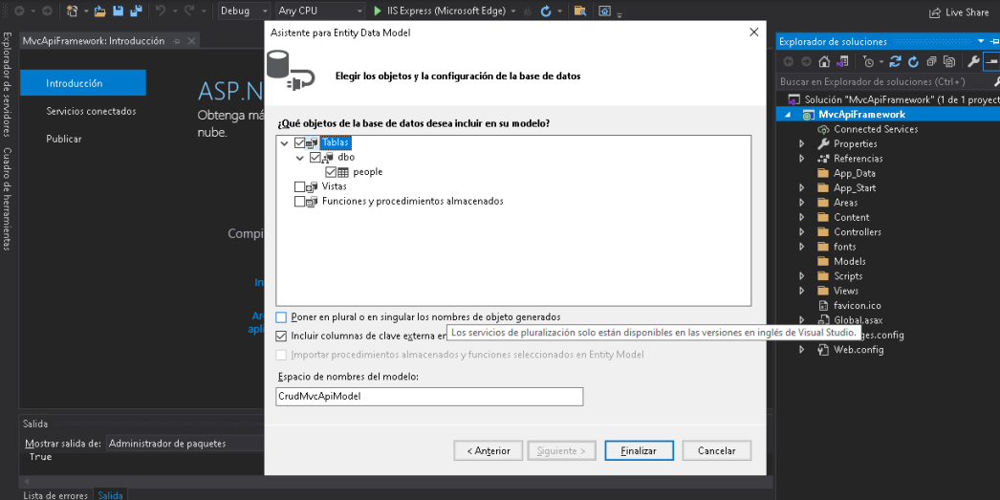 Debug
Any CPU
IIS Express (Microsoft Edge)
Live Share
Explorador de servidores
Cuadro de herramientas
MvcApiFramework: Introducción
Introducción
Servicios conectados
Publicar
ASP.N
Obtenga má
nube.
Compi
In
Ar
apli
Asistente para Entity Data Model
Elegir los objetos y la configuración de la base de datos
¿Qué objetos de la base de datos desea incluir en su modelo?
Tablas
dbo
people
Vistas
Funciones y procedimientos almacenados
Poner en plural o en singular los nombres de objeto generados
Los servicios de pluralización solo están disponibles en las versiones en inglés de Visual Studio.
Incluir columnas de clave externa en
Importar procedimientos almacenados y funciones seleccionados en Entity Model
Espacio de nombres del modelo:
CrudMvcApiModel
< Anterior
Siguiente >
Finalizar
Cancelar
Explorador de soluciones
Buscar en Explorador de soluciones (Ctrl+)
Solución "MvcApiFramework" (1 de 1 proyect
MvcApiFramework
Connected Services
Properties
Referencias
App_Data
App_Start
Areas
Content
Controllers
fonts
Models
Scripts
Views
favicon.ico
Global.asax
ges.config
Web.config
Salida
Mostrar salida de: Administrador de paquetes
True
Lista de errores
Salida